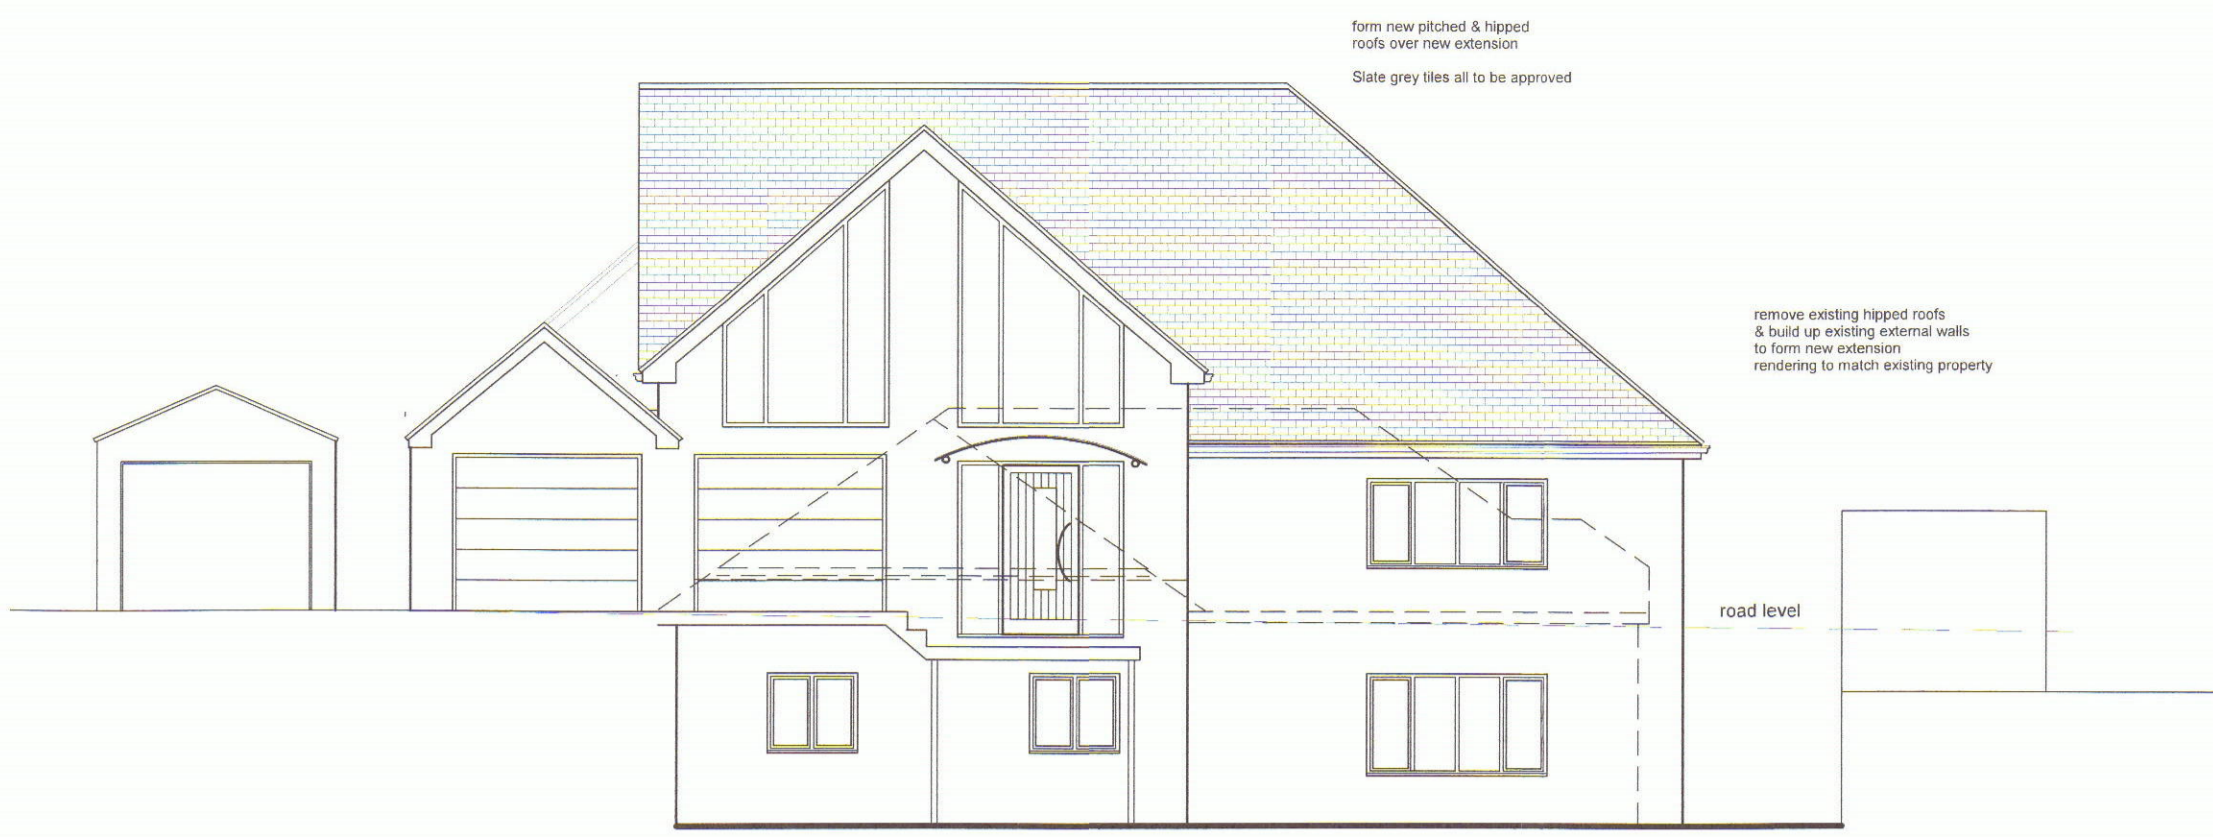 form new pitched & hipped
roofs over new extension
Slate grey tiles all to be approved
remove existing hipped roofs
& build up existing external walls
to form new extension
rendering to match existing property
road level